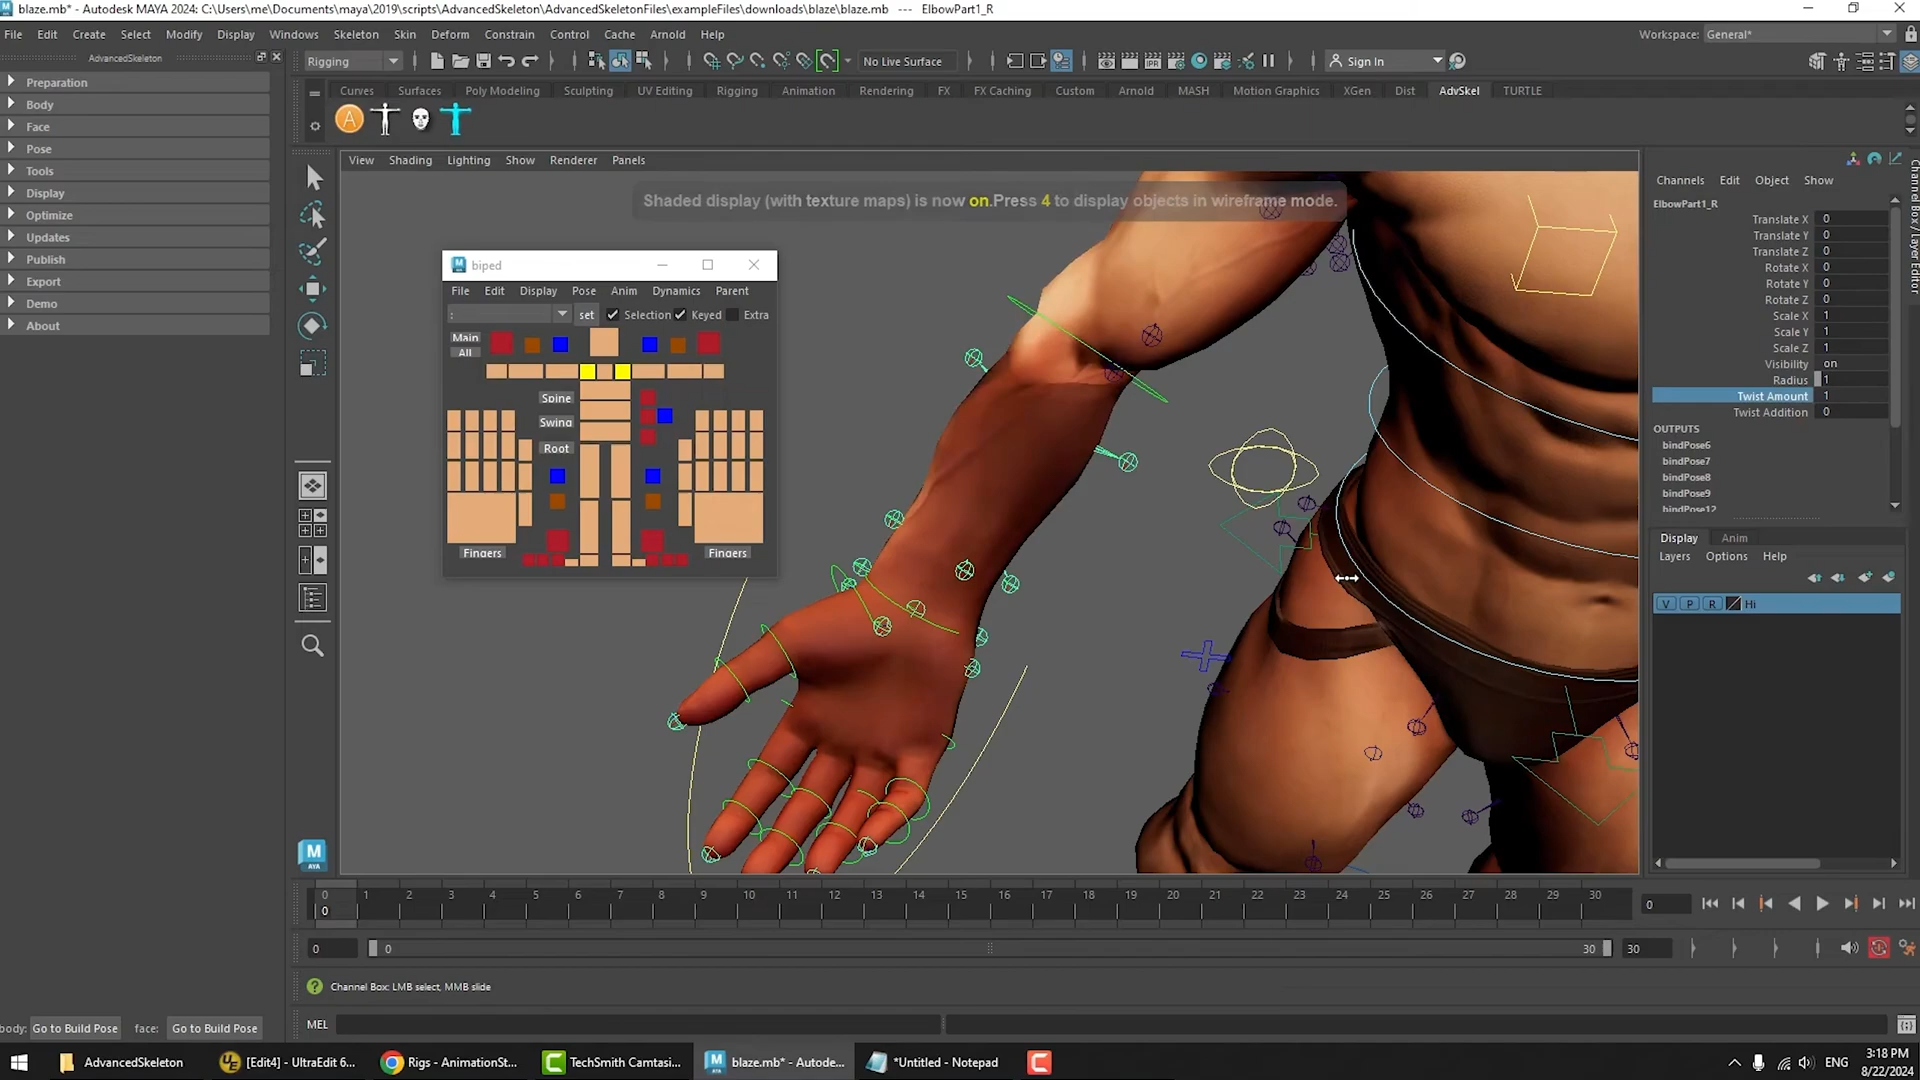 blaze.mb* - Autodesk MAYA 2024: C:\Users\me\Documents\maya\2019\scripts\AdvancedSkeleton\AdvancedSkeletonFiles\exampleFiles\downloads\blaze\blaze.mb --- ElbowPart1_R
File Edit Create Select Modify Display Windows Skeleton Skin Deform Constrain Control Cache Arnold Help
Workspace: General*
AdvancedSkeleton
Rigging
No Live Surface
Sign In
Preparation
Body
Face
Pose
Tools
Display
Optimize
Updates
Publish
Export
Demo
About
Curves Surfaces Poly Modeling Sculpting UV Editing Rigging Animation Rendering FX FX Caching Custom Arnold MASH Motion Graphics XGen Dist AdvSkel TURTLE
A
View Shading Lighting Show Renderer Panels
Shaded display (with texture maps) is now on.Press 4 to display objects in wireframe mode.
biped
File Edit Display Pose Anim Dynamics Parent
: set Selection Keyed Extra
Main
All
Spine
Swing
Root
Fingers Fingers
Channels Edit Object Show
ElbowPart1_R
Translate X 0
Translate Y 0
Translate Z 0
Rotate X 0
Rotate Y 0
Rotate Z 0
Scale X 1
Scale Y 1
Scale Z 1
Visibility on
Radius 1
Twist Amount 1
Twist Addition 0
OUTPUTS
bindPose6
bindPose7
bindPose8
bindPose9
bindPose12
Channel Box / Layer Editor
Display Anim
Layers Options Help
V P R Hi
M
AYA
0 1 2 3 4 5 6 7 8 9 10 11 12 13 14 15 16 17 18 19 20 21 22 23 24 25 26 27 28 29 30
0
0
0 0 30 30
Channel Box: LMB select, MMB slide
body: Go to Build Pose face: Go to Build Pose
MEL
AdvancedSkeleton
[Edit4] - UltraEdit 6...
Rigs - AnimationSt...
TechSmith Camtasi...
blaze.mb* - Autode...
*Untitled - Notepad
ENG
3:18 PM
8/22/2024